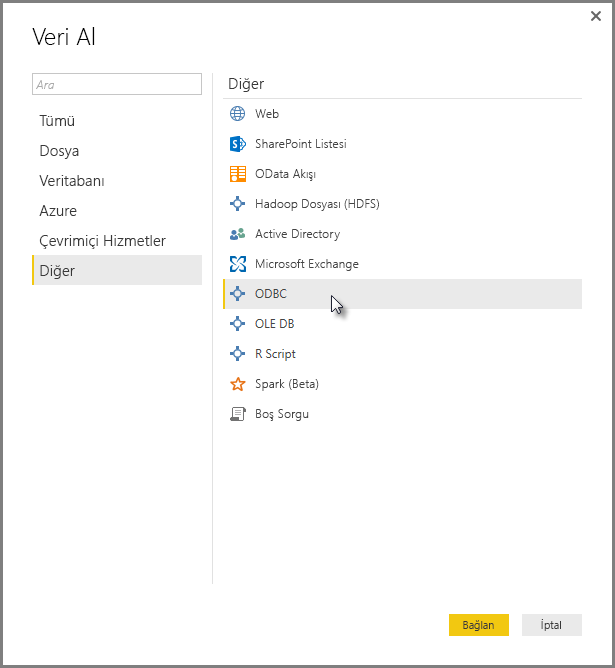 Veri Al
Ara
Tümü
Dosya
Veritabanı
Azure
Çevrimiçi Hizmetler
Diğer
Diğer
Web
SharePoint Listesi
OData Akışı
Hadoop Dosyası (HDFS)
Active Directory
Microsoft Exchange
ODBC
OLE DB
R Script
Spark (Beta)
Boş Sorgu
Bağlan
İptal